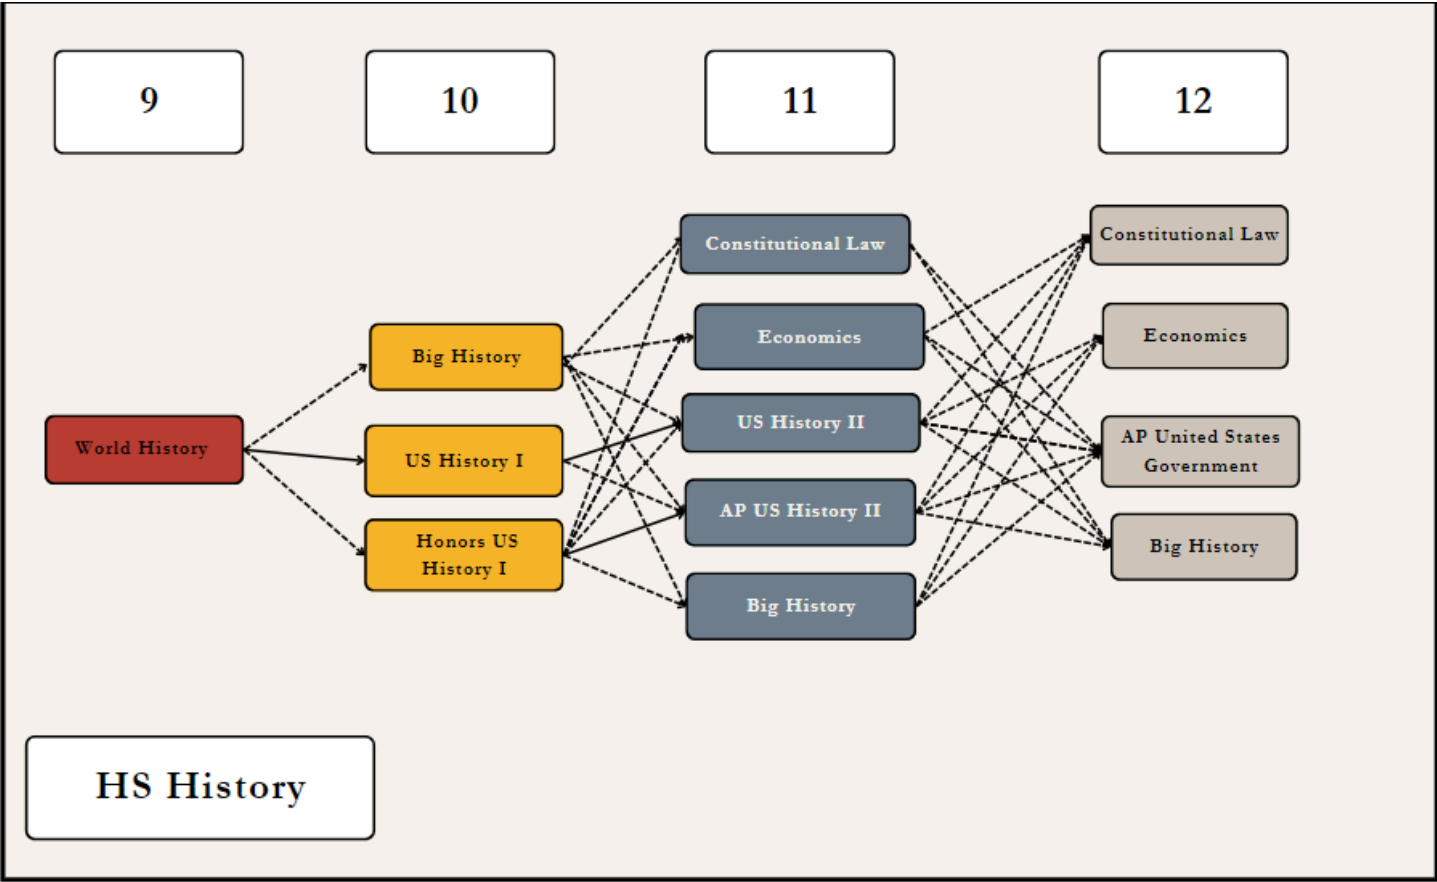 9
10
11
12
World History
Big History
US History I
Honors US
History I
Constitutional Law
Economics
US History II
AP US History II
Big History
Constitutional Law
Economics
AP United States
Government
Big History
HS History